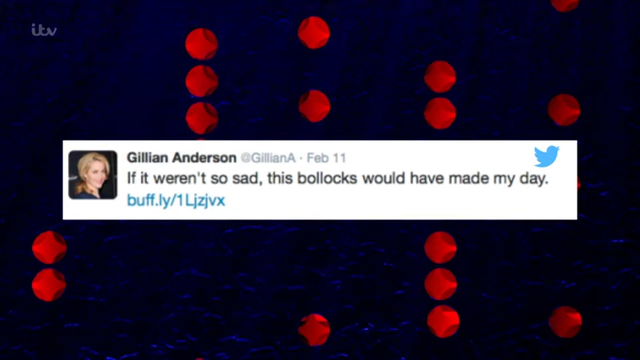 itv
Gillian Anderson @GillianA · Feb 11
If it weren't so sad, this bollocks would have made my day.
buff.ly/1Ljzjvx